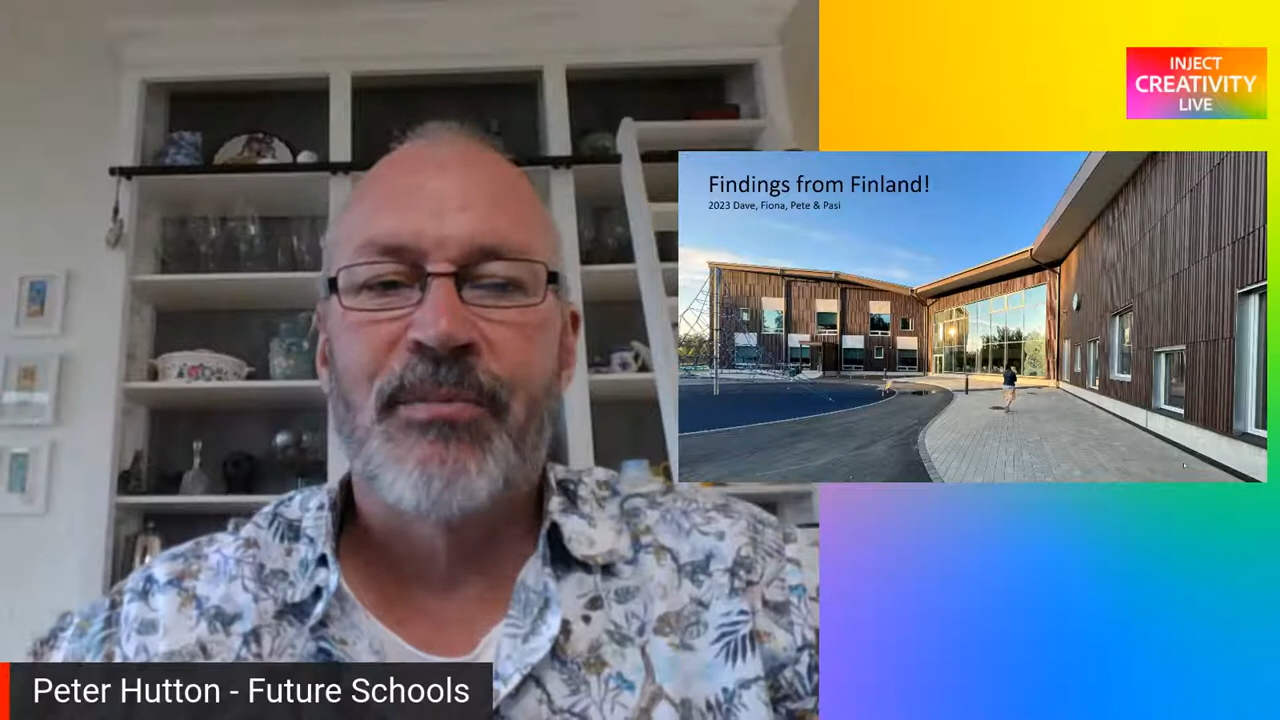 INJECT
CREATIVITY
LIVE
Findings from Finland!
2023 Dave, Fiona, Pete & Pasi
Peter Hutton - Future Schools